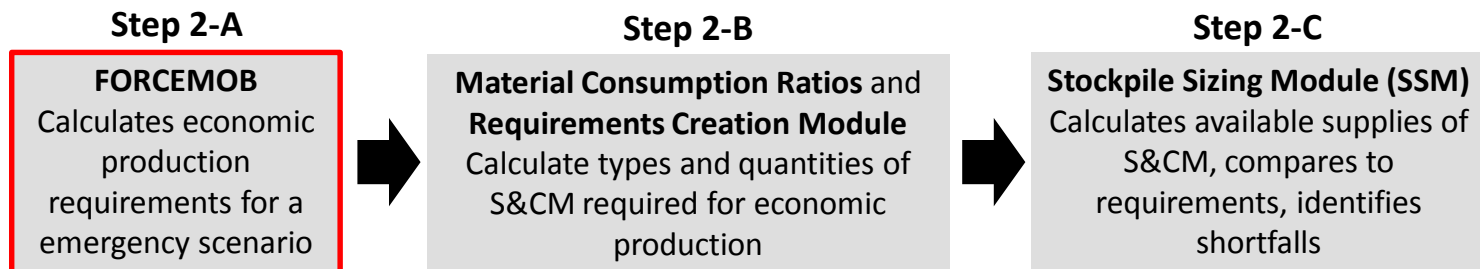 Step 2-A
FORCEMOB
Calculates economic
production
requirements for a
emergency scenario
Step 2-B
Material Consumption Ratios and
Requirements Creation Module
Calculate types and quantities of
S&CM required for economic
production
Step 2-C
Stockpile Sizing Module (SSM)
Calculates available supplies of
S&CM, compares to
requirements, identifies
shortfalls